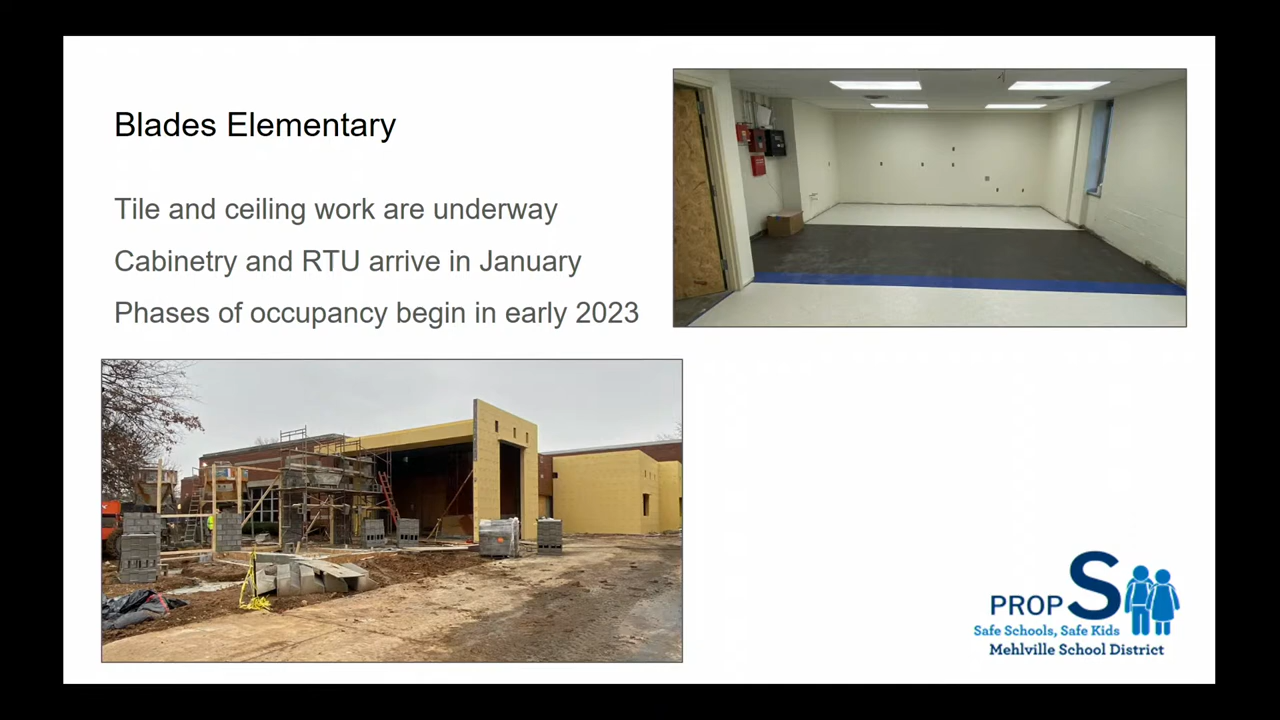 Blades Elementary
Tile and ceiling work are underway
Cabinetry and RTU arrive in January
Phases of occupancy begin in early 2023
PROP S
Safe Schools, Safe Kids
Mehlville School District